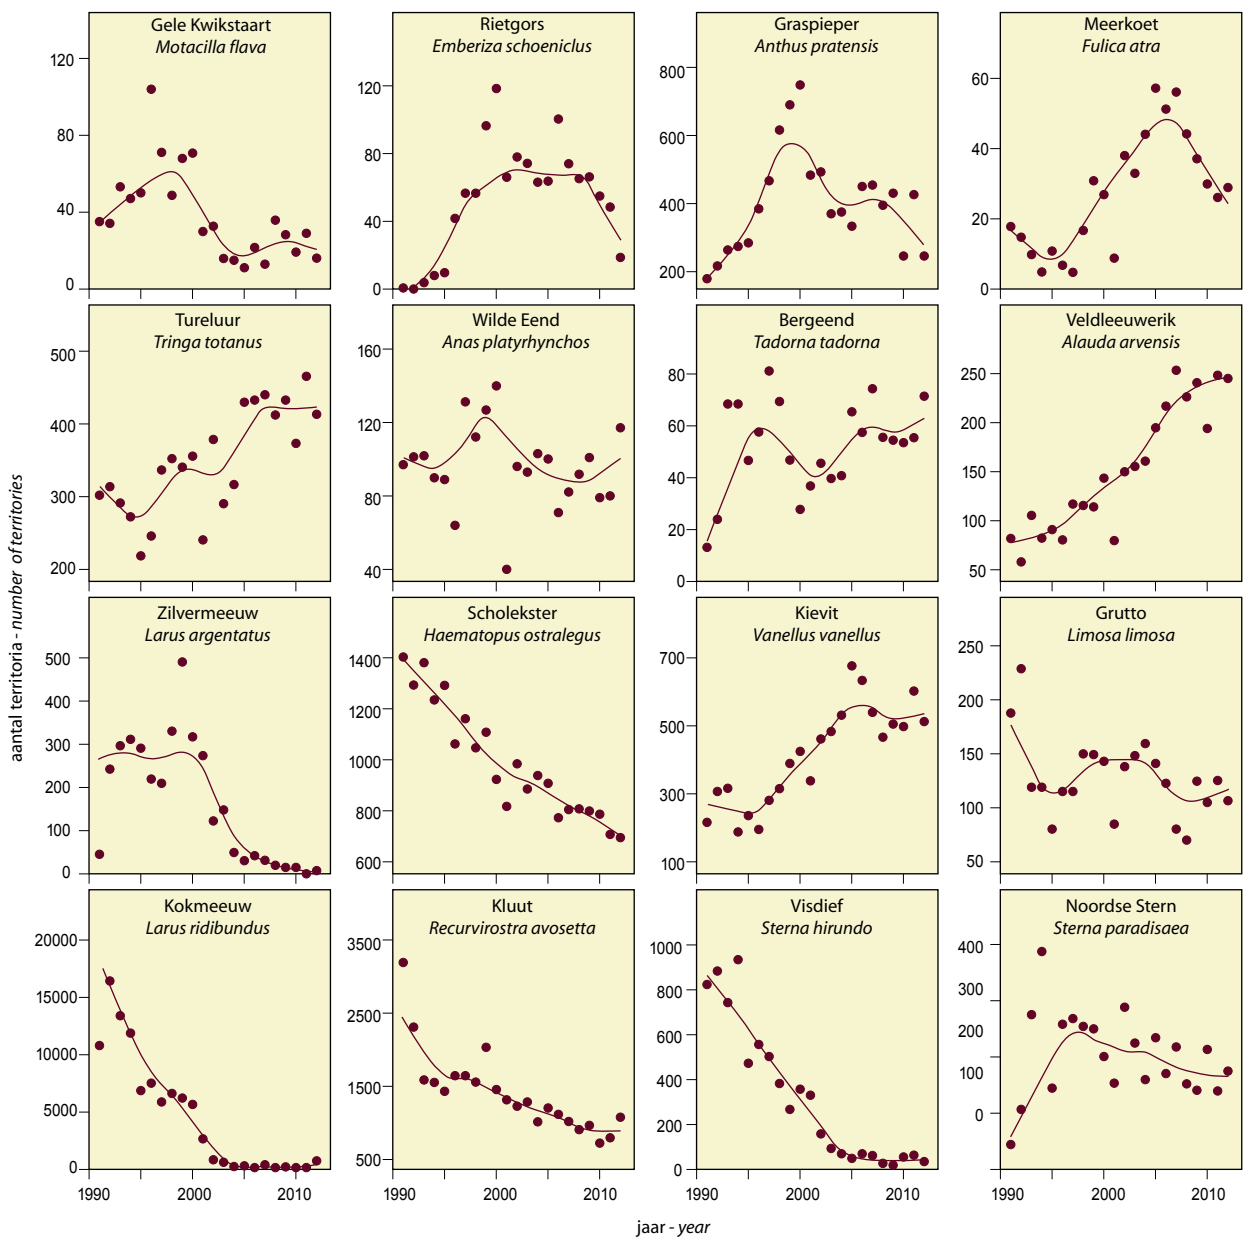 Gele Kwikstaart
Motacilla flava
120
80
40
0
Rietgors
Emberiza schoeniclus
120
80
40
0
Graspieper
Anthus pratensis
800
600
400
200
Meerkoet
Fulica atra
60
40
20
0
Tureluur
Tringa totanus
500
400
300
200
Wilde Eend
Anas platyrhynchos
160
120
80
40
Bergeend
Tadorna tadorna
80
60
40
20
0
Veldleeuwerik
Alauda arvensis
250
200
150
100
50
aantal territoria - number of territories
Zilvermeeuw
Larus argentatus
500
400
300
200
100
0
Scholekster
Haematopus ostralegus
1400
1200
1000
800
600
Kievit
Vanellus vanellus
700
500
300
100
Grutto
Limosa limosa
250
200
150
100
50
Kokmeeuw
Larus ridibundus
20000
15000
10000
5000
0
1990 2000 2010
Kluut
Recurvirostra avosetta
3500
2500
1500
500
1990 2000 2010
Visdief
Sterna hirundo
1000
800
600
400
200
0
1990 2000 2010
Noordse Stern
Sterna paradisaea
400
300
200
100
0
1990 2000 2010
jaar - year